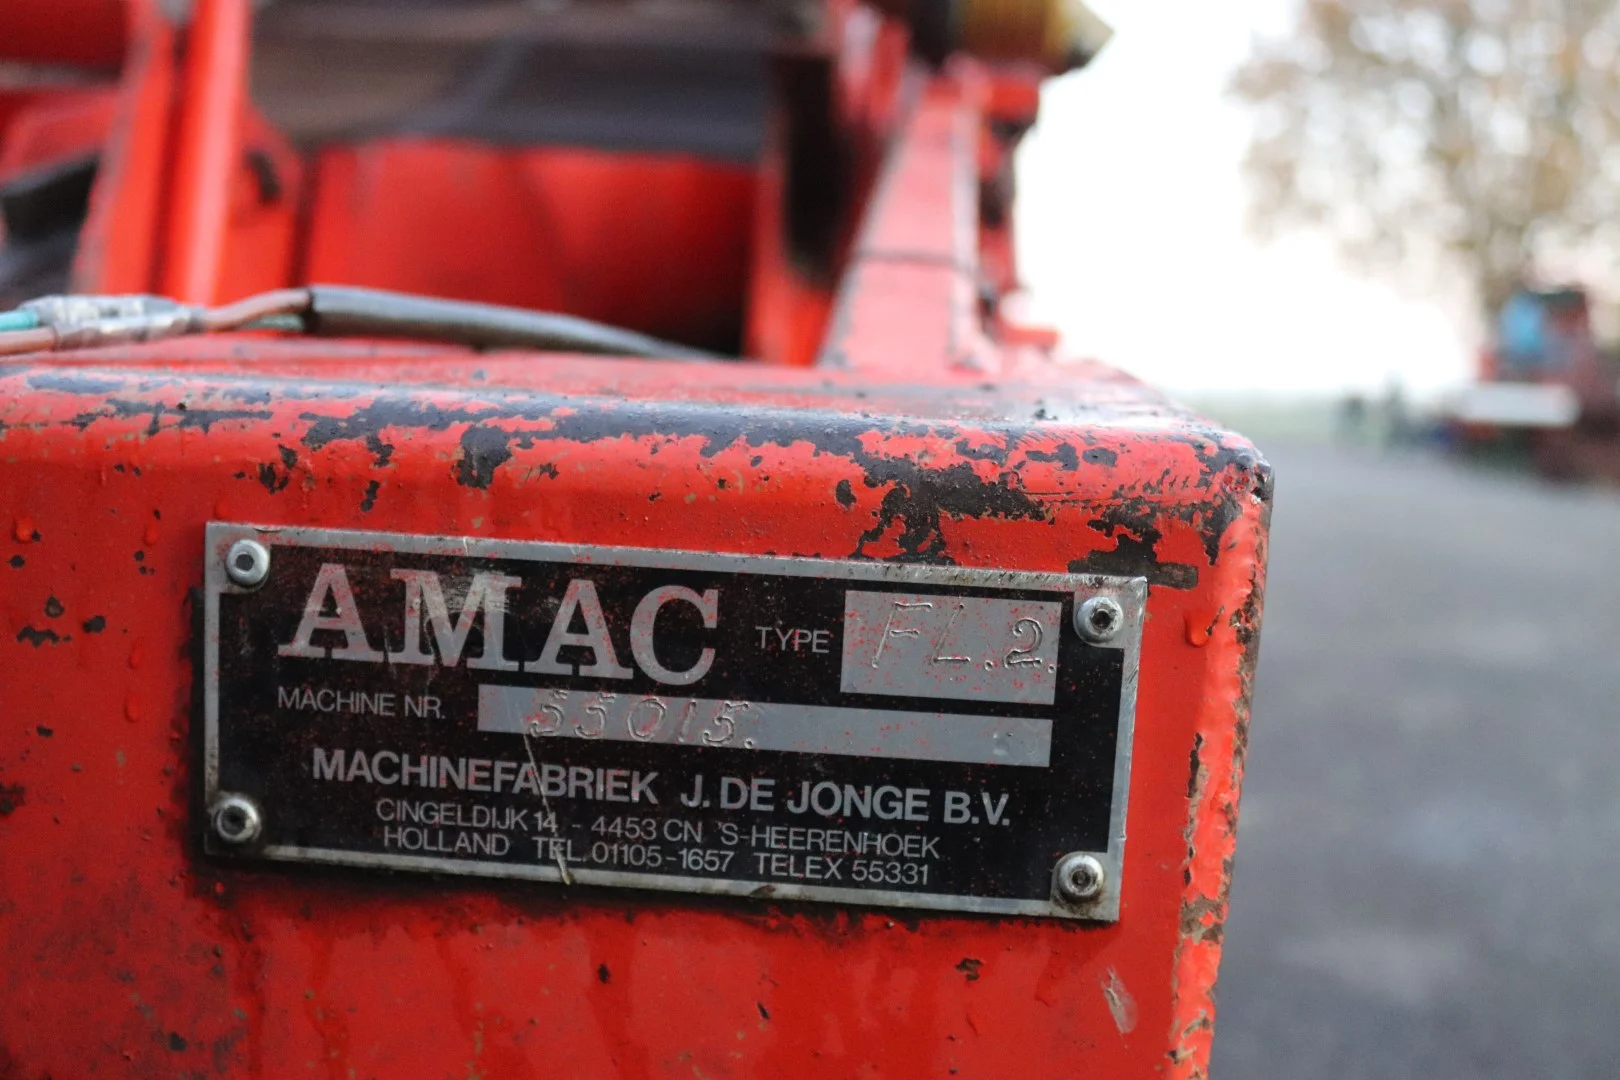 AMAC TYPE FL.2.
MACHINE NR. 55015.
MACHINEFABRIEK J. DE JONGE B.V.
CINGELDIJK 14 - 4453 CN 'S-HEERENHOEK
HOLLAND TEL. 01105-1657 TELEX 55331